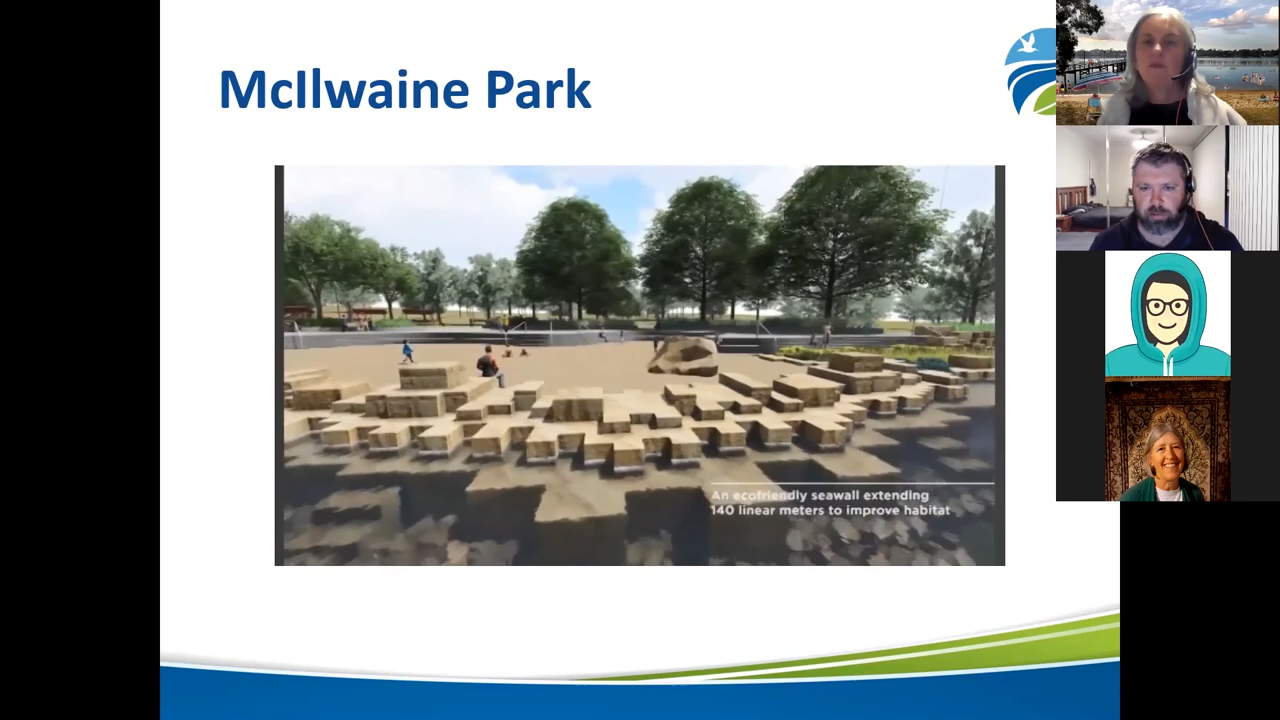 McIlwaine Park
An ecofriendly seawall extending
140 linear meters to improve habitat